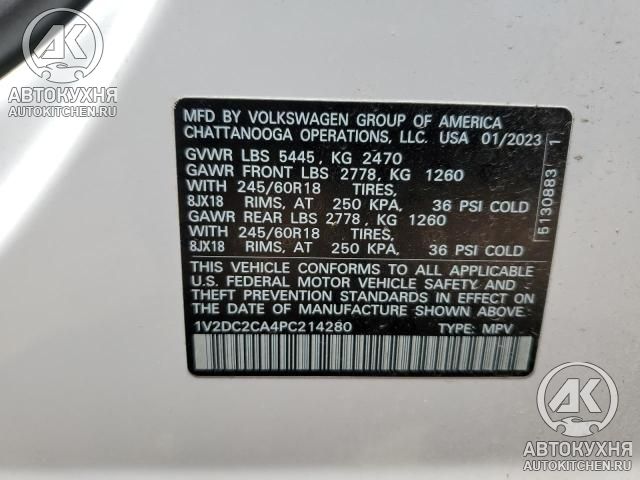 AK
АВТОКУХНЯ
AUTOKITCHEN.RU
MFD BY VOLKSWAGEN GROUP OF AMERICA
CHATTANOOGA OPERATIONS, LLC. USA 01/2023
GVWR LBS 5445, KG 2470
GAWR FRONT LBS 2778, KG 1260
WITH 245/60R18 TIRES,
8JX18 RIMS, AT 250 KPA, 36 PSI COLD
GAWR REAR LBS 2778, KG 1260
WITH 245/60R18 TIRES,
8JX18 RIMS, AT 250 KPA, 36 PSI COLD
THIS VEHICLE CONFORMS TO ALL APPLICABLE
U.S. FEDERAL MOTOR VEHICLE SAFETY AND
THEFT PREVENTION STANDARDS IN EFFECT ON
THE DATE OF MANUFACTURE SHOWN ABOVE.
1V2DC2CA4PC214280 TYPE: MPV
5130883 1
AK
АВТОКУХНЯ
AUTOKITCHEN.RU